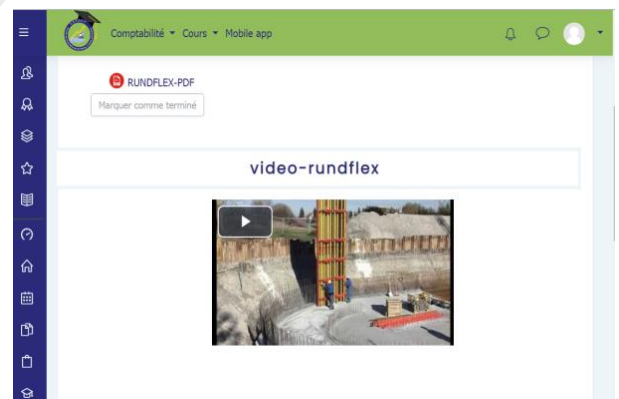 Comptabilité Cours Mobile app
RUNDFLEX-PDF
Marquer comme terminé
video-rundflex